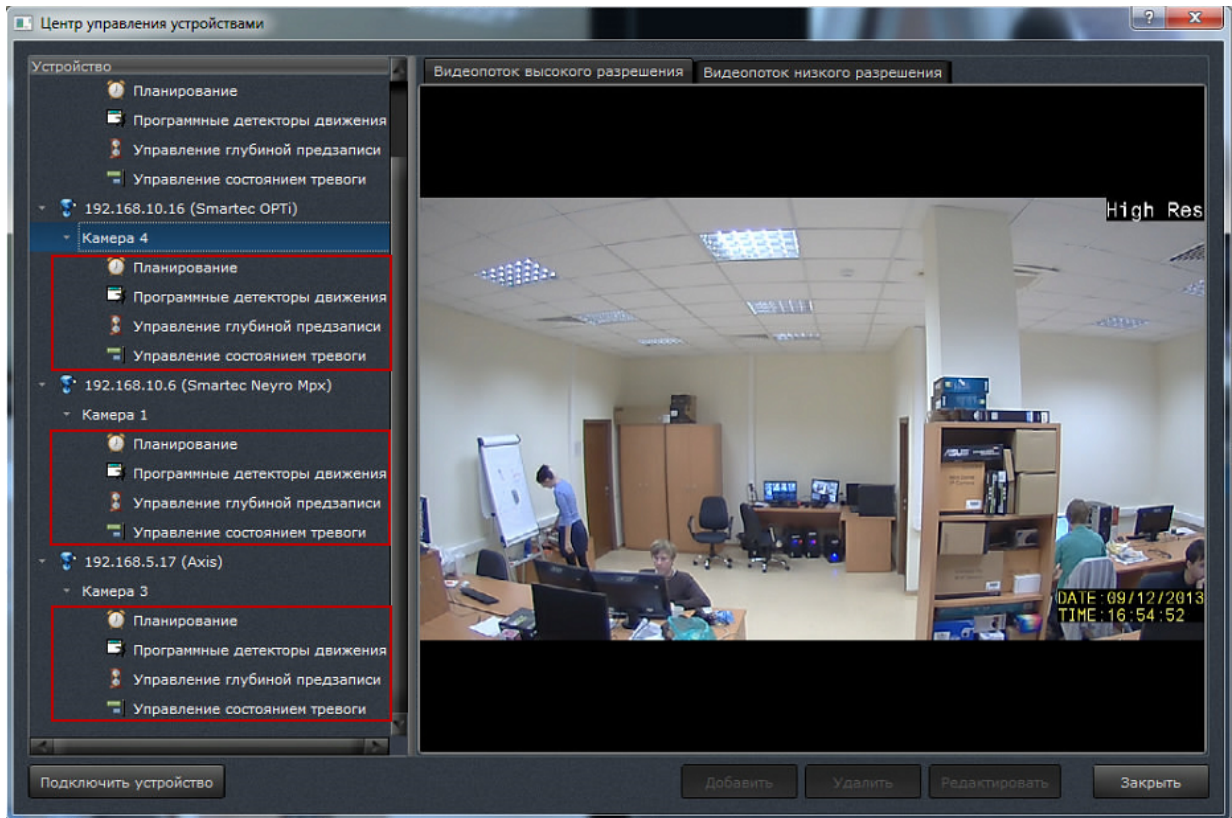 Центр управления устройствами
Устройство
Планирование
Программные детекторы движения
Управление глубиной предзаписи
Управление состоянием тревоги
192.168.10.16 (Smartec OPTi)
Камера 4
Планирование
Программные детекторы движения
Управление глубиной предзаписи
Управление состоянием тревоги
192.168.10.6 (Smartec Neyro Mpx)
Камера 1
Планирование
Программные детекторы движения
Управление глубиной предзаписи
Управление состоянием тревоги
192.168.5.17 (Axis)
Камера 3
Планирование
Программные детекторы движения
Управление глубиной предзаписи
Управление состоянием тревоги
Видеопоток высокого разрешения Видеопоток низкого разрешения
High Res
ASUS
DATE:09/12/2013
TIME:16:54:52
Подключить устройство Добавить Удалить Редактировать Закрыть